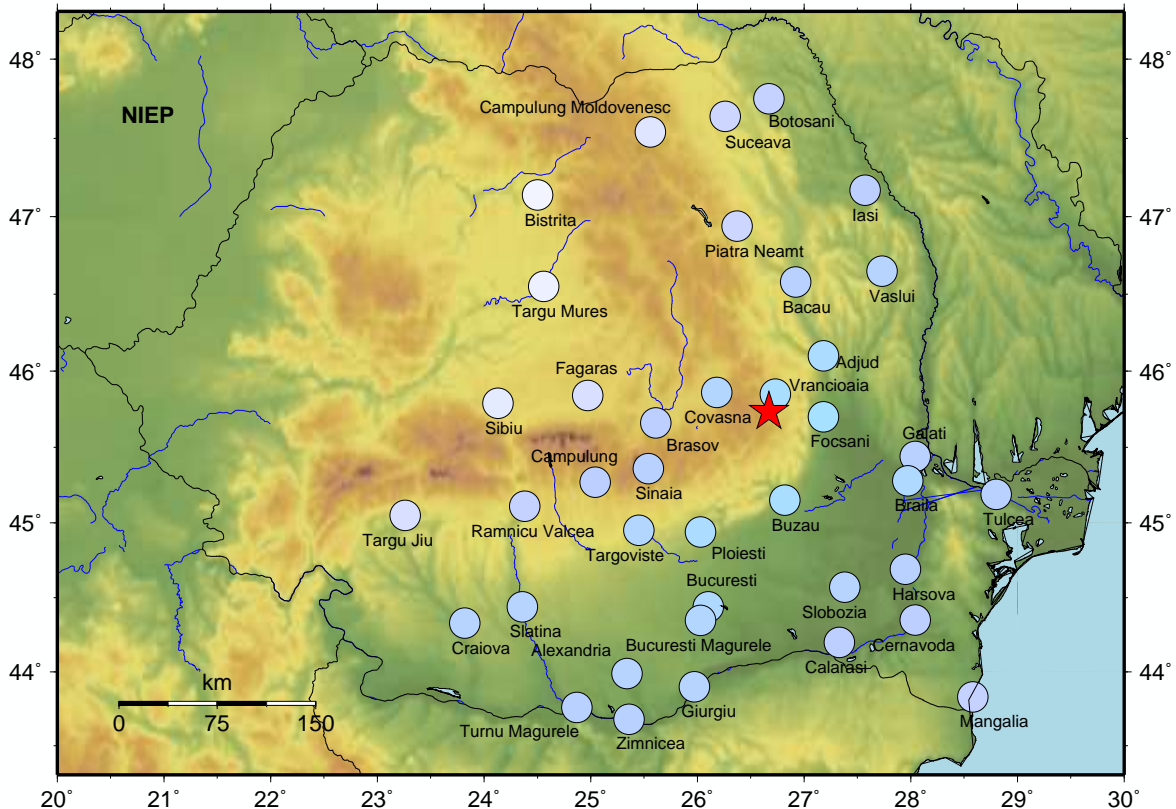 48˚ 48˚
NIEP
Campulung Moldovenesc
Botosani
Suceava
47˚ 47˚
Bistrita
Iasi
Piatra Neamt
Targu Mures
Bacau
Vaslui
46˚ 46˚
Adjud
Fagaras
Vrancioaia
Covasna
Sibiu
Focsani
Brasov
Galati
Campulung
Sinaia
Braila
45˚ 45˚
Tulcea
Targu Jiu
Ramnicu Valcea
Buzau
Targoviste
Ploiesti
Bucuresti
Harsova
Slobozia
Slatina
Craiova
Alexandria
Bucuresti Magurele
Cernavoda
44˚ 44˚
Calarasi
km
Giurgiu
0 75 150
Mangalia
Turnu Magurele
Zimnicea
20˚ 21˚ 22˚ 23˚ 24˚ 25˚ 26˚ 27˚ 28˚ 29˚ 30˚